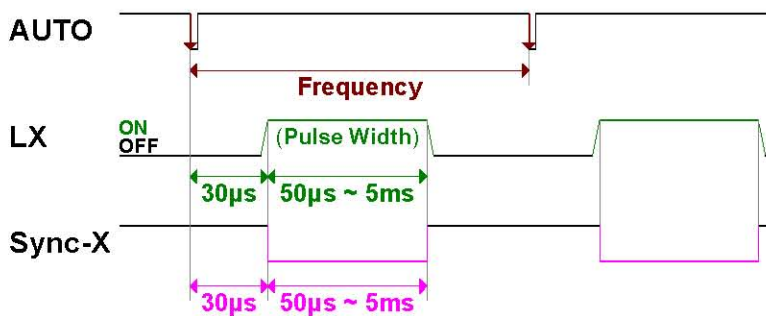 AUTO
Frequency
LX
ON
OFF
(Pulse Width)
30µs
50µs ~ 5ms
Sync-X
30µs
50µs ~ 5ms